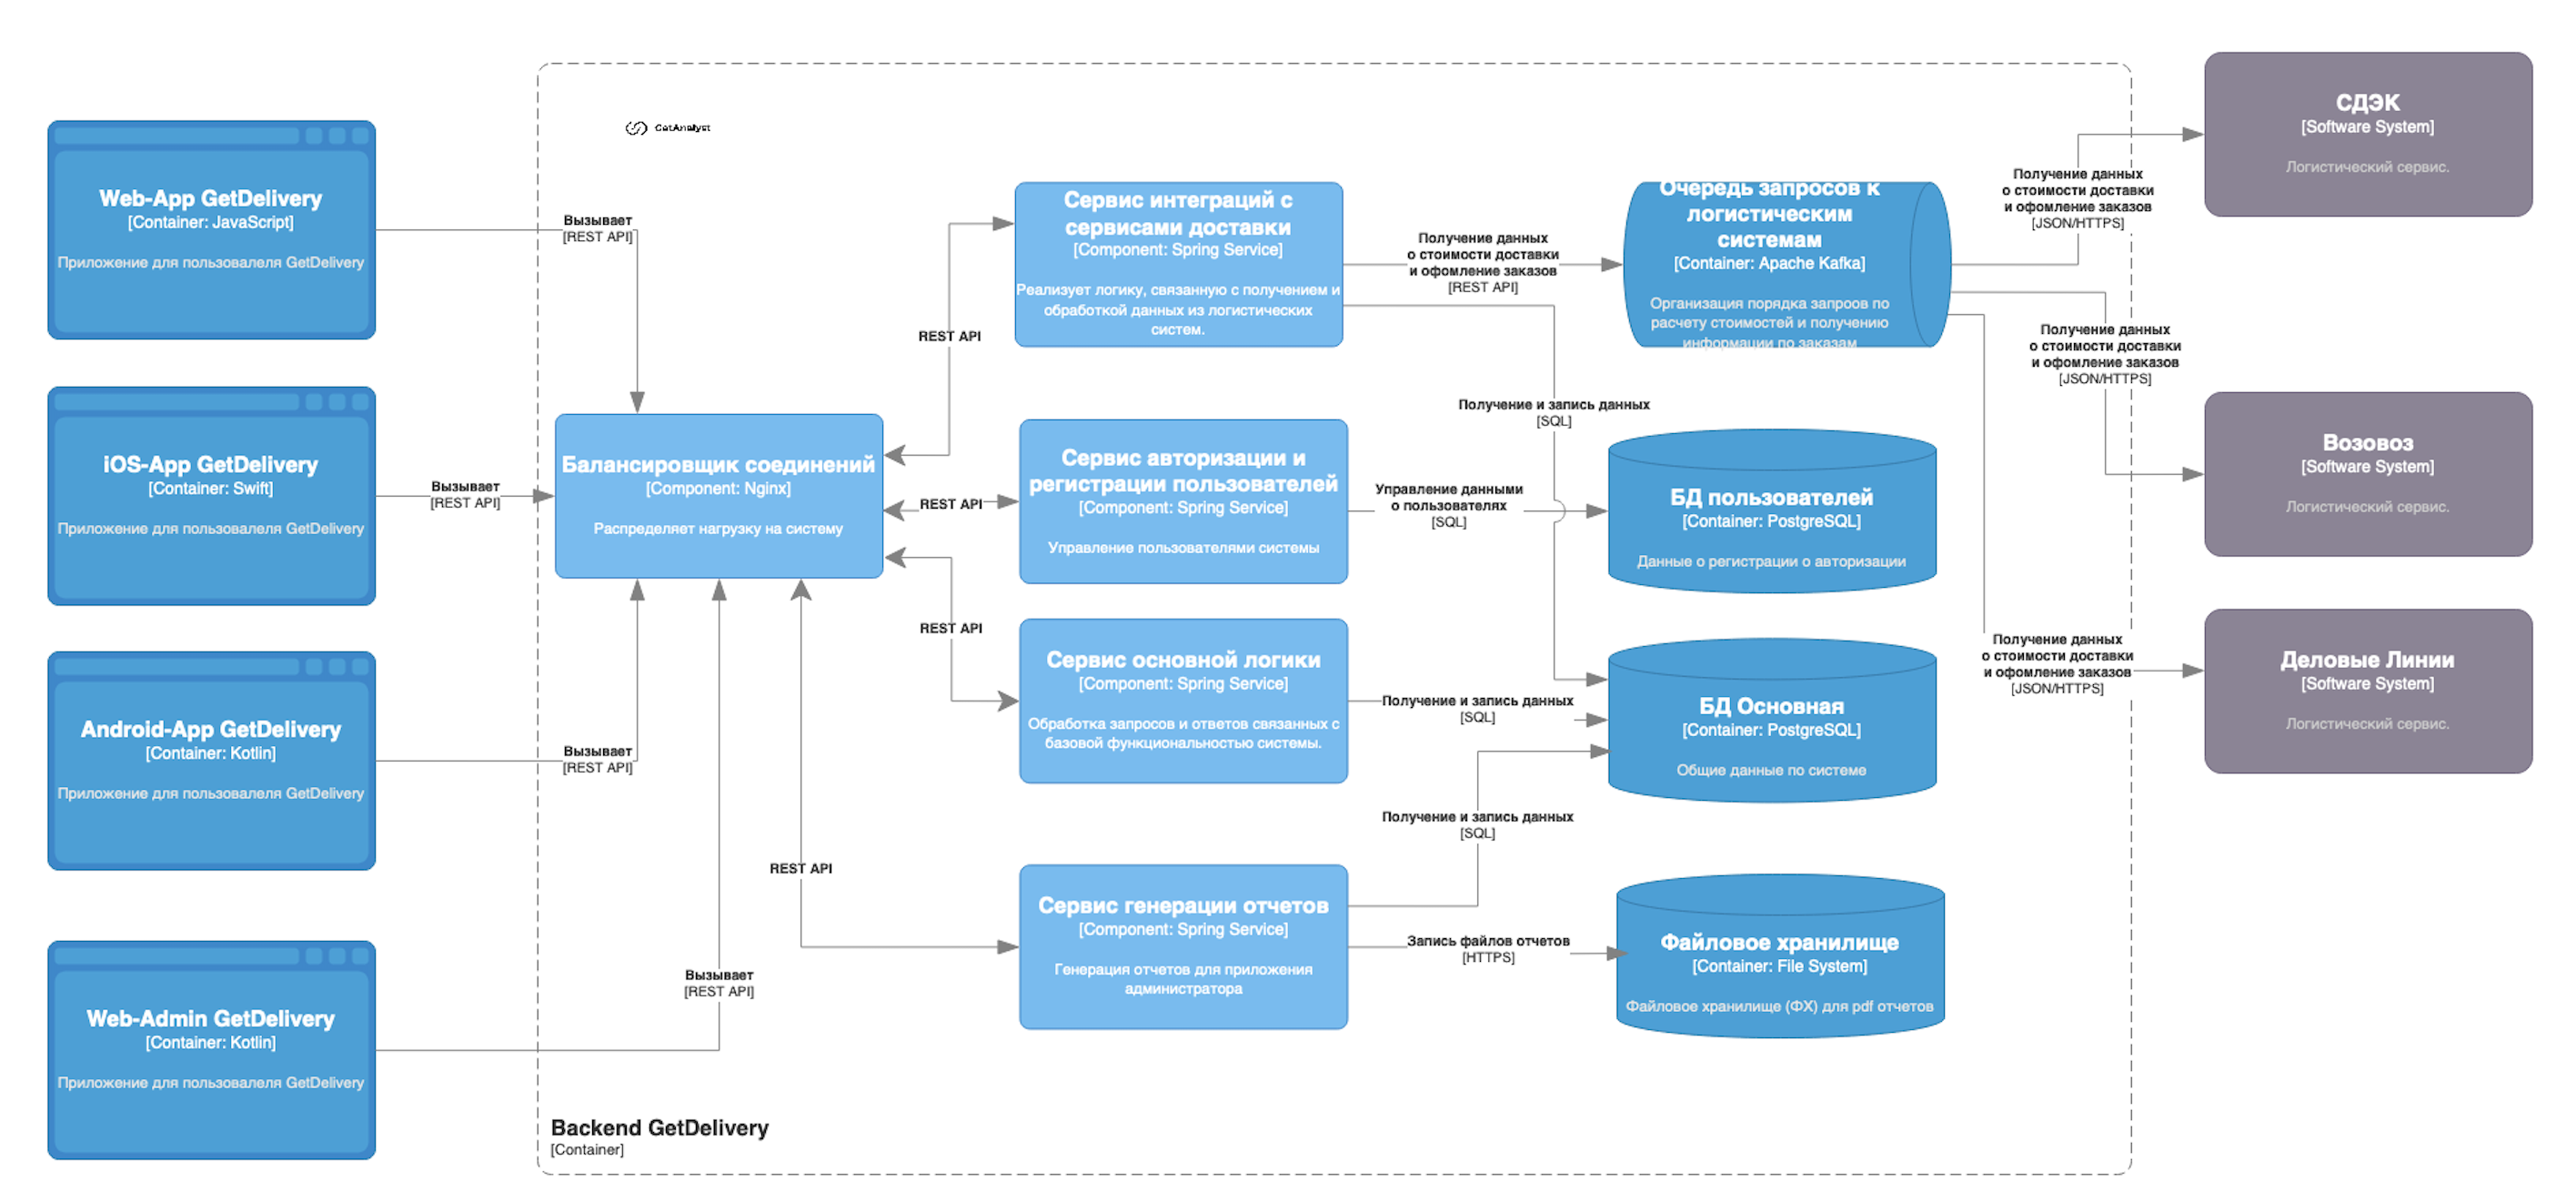 GetAnalyst
Web-App GetDelivery
[Container: JavaScript]
Приложение для пользовалеля GetDelivery
iOS-App GetDelivery
[Container: Swift]
Приложение для пользовалеля GetDelivery
Android-App GetDelivery
[Container: Kotlin]
Приложение для пользовалеля GetDelivery
Web-Admin GetDelivery
[Container: Kotlin]
Приложение для пользовалеля GetDelivery
Вызывает
[REST API]
Вызывает
[REST API]
Вызывает
[REST API]
Вызывает
[REST API]
Балансировщик соединений
[Component: Nginx]
Распределяет нагрузку на систему
REST API
REST API
REST API
REST API
Сервис интеграций с
сервисами доставки
[Component: Spring Service]
Реализует логику, связанную с получением и
обработкой данных из логистических
систем.
Сервис авторизации и
регистрации пользователей
[Component: Spring Service]
Управление пользователями системы
Сервис основной логики
[Component: Spring Service]
Обработка запросов и ответов связанных с
базовой функциональностью системы.
Сервис генерации отчетов
[Component: Spring Service]
Генерация отчетов для приложения
администратора
Получение данных
о стоимости доставки
и офомление заказов
[REST API]
Получение и запись данных
[SQL]
Управление данными
о пользователях
[SQL]
Получение и запись данных
[SQL]
Получение и запись данных
[SQL]
Запись файлов отчетов
[HTTPS]
Очередь запросов к
логистическим
системам
[Container: Apache Kafka]
Организация порядка запроов по
расчету стоимостей и получению
информации по заказам
БД пользователей
[Container: PostgreSQL]
Данные о регистрации о авторизации
БД Основная
[Container: PostgreSQL]
Общие данные по системе
Файловое хранилище
[Container: File System]
Файловое хранилище (ФХ) для pdf отчетов
Получение данных
о стоимости доставки
и офомление заказов
[JSON/HTTPS]
Получение данных
о стоимости доставки
и офомление заказов
[JSON/HTTPS]
Получение данных
о стоимости доставки
и офомление заказов
[JSON/HTTPS]
СДЭК
[Software System]
Логистический сервис.
Возовоз
[Software System]
Логистический сервис.
Деловые Линии
[Software System]
Логистический сервис.
Backend GetDelivery
[Container]